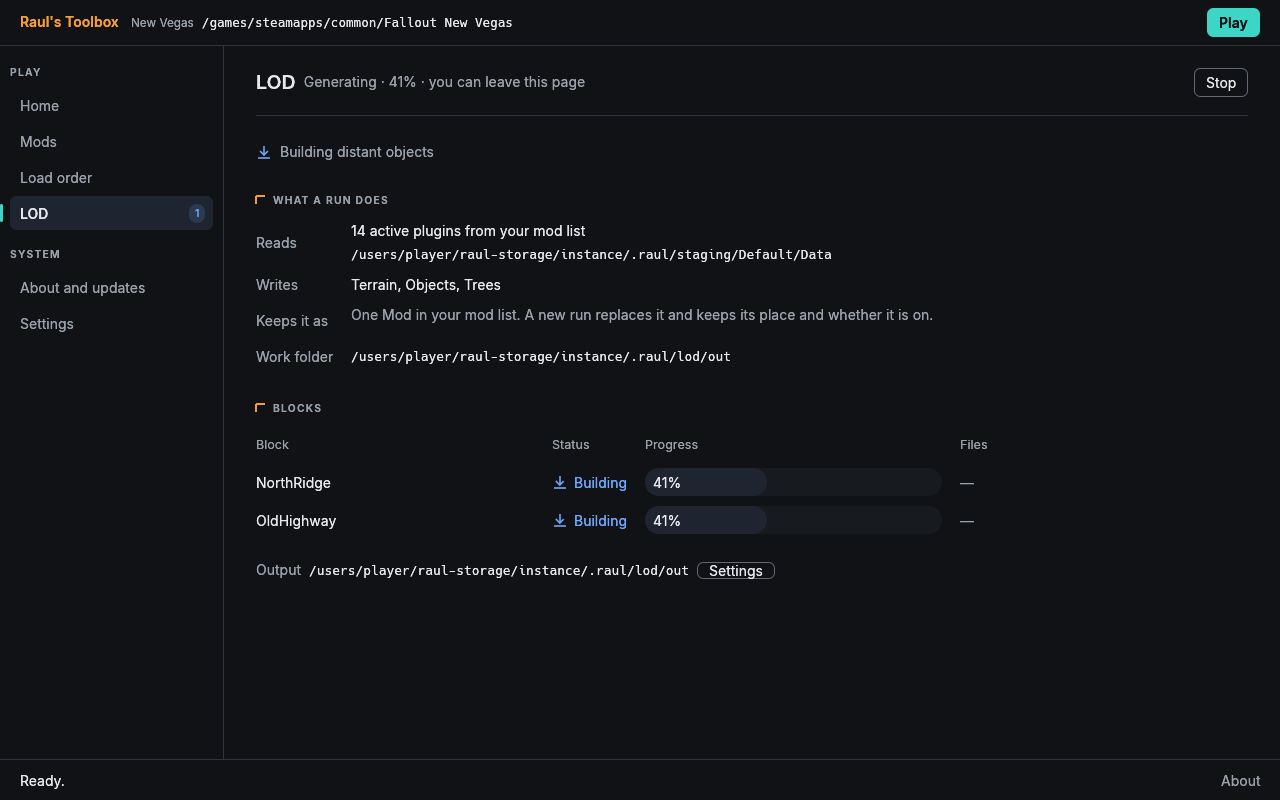 Raul's Toolbox New Vegas /games/steamapps/common/Fallout New Vegas Play
PLAY
Home
Mods
Load order
LOD 1
SYSTEM
About and updates
Settings
LOD Generating · 41% · you can leave this page Stop
Building distant objects
WHAT A RUN DOES
Reads 14 active plugins from your mod list
/users/player/raul-storage/instance/.raul/staging/Default/Data
Writes Terrain, Objects, Trees
Keeps it as One Mod in your mod list. A new run replaces it and keeps its place and whether it is on.
Work folder /users/player/raul-storage/instance/.raul/lod/out
BLOCKS
Block Status Progress Files
NorthRidge Building 41% —
OldHighway Building 41% —
Output /users/player/raul-storage/instance/.raul/lod/out Settings
Ready. About